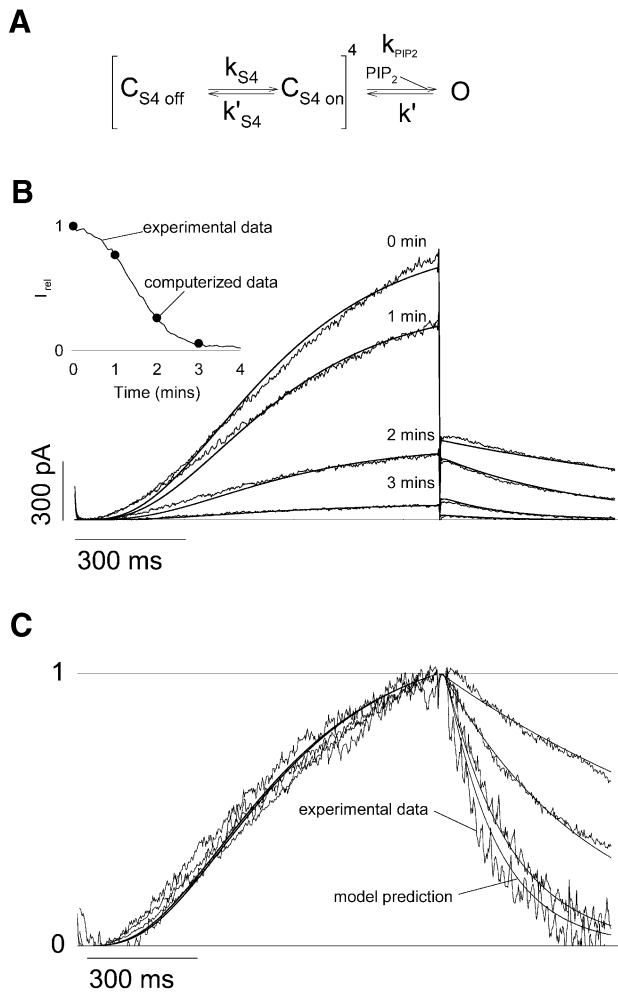 A
[C S4 off k S4 k' S4 C S4 on] 4 k PIP2 PIP2 k' O
B
1
experimental data
computerized data
I rel
0
0 1 2 3 4
Time (mins)
0 min
1 min
2 mins
3 mins
300 pA
300 ms
C
1
experimental data
model prediction
0
300 ms